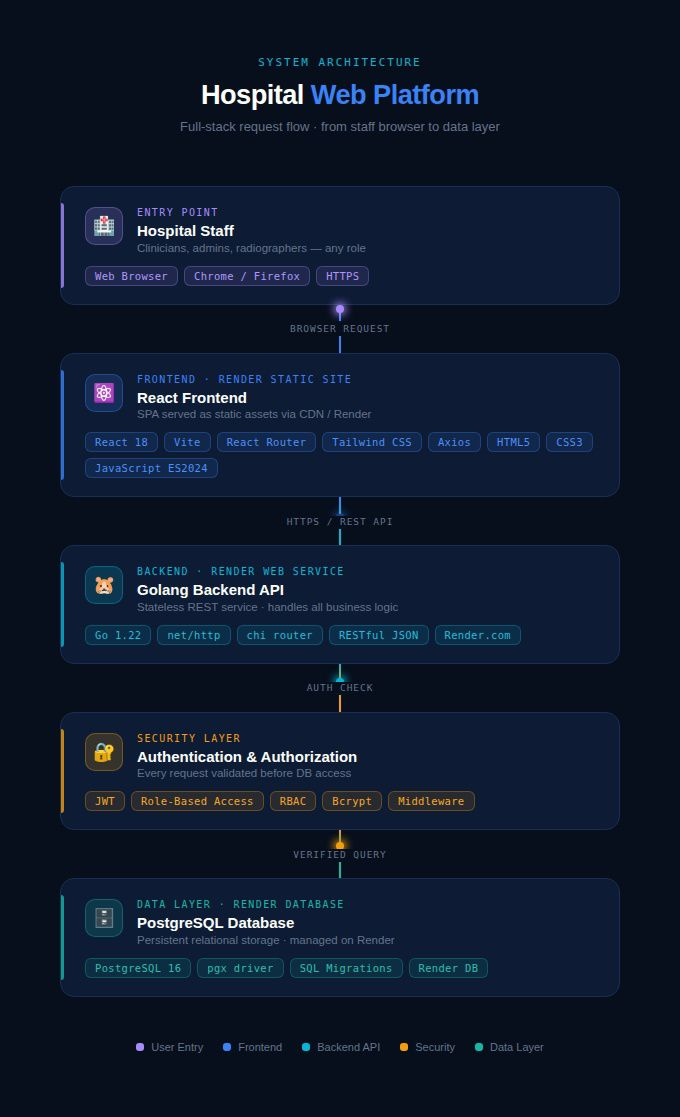 SYSTEM ARCHITECTURE
Hospital Web Platform
Full-stack request flow · from staff browser to data layer
ENTRY POINT
Hospital Staff
Clinicians, admins, radiographers — any role
Web Browser Chrome / Firefox HTTPS
BROWSER REQUEST
FRONTEND · RENDER STATIC SITE
React Frontend
SPA served as static assets via CDN / Render
React 18 Vite React Router Tailwind CSS Axios HTML5 CSS3
JavaScript ES2024
HTTPS / REST API
BACKEND · RENDER WEB SERVICE
Golang Backend API
Stateless REST service · handles all business logic
Go 1.22 net/http chi router RESTful JSON Render.com
AUTH CHECK
SECURITY LAYER
Authentication & Authorization
Every request validated before DB access
JWT Role-Based Access RBAC Bcrypt Middleware
VERIFIED QUERY
DATA LAYER · RENDER DATABASE
PostgreSQL Database
Persistent relational storage · managed on Render
PostgreSQL 16 pgx driver SQL Migrations Render DB
User Entry Frontend Backend API Security Data Layer